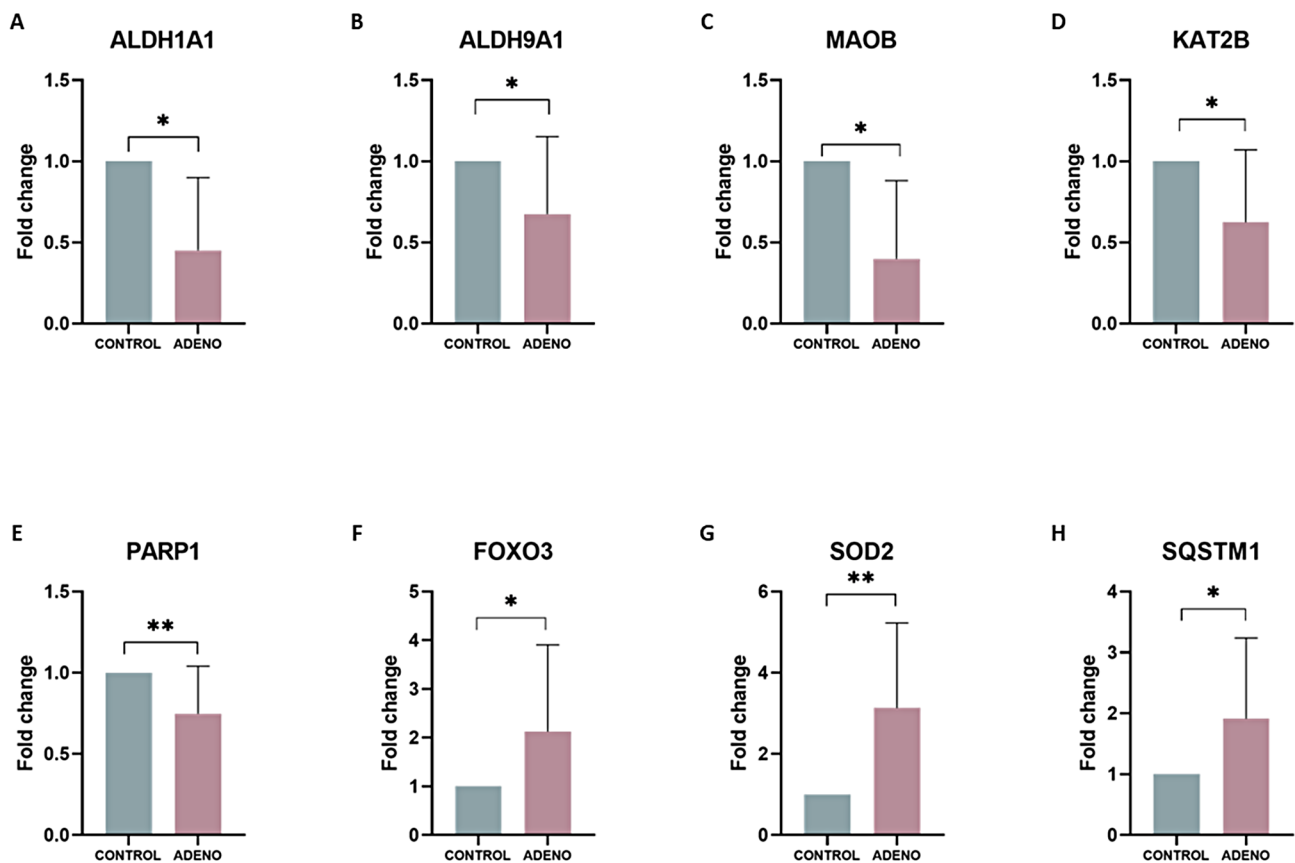 A
ALDH1A1
1.5
1.0
0.5
0.0
Fold change
*
CONTROL ADENO
B
ALDH9A1
1.5
1.0
0.5
0.0
Fold change
*
CONTROL ADENO
C
MAOB
1.5
1.0
0.5
0.0
Fold change
*
CONTROL ADENO
D
KAT2B
1.5
1.0
0.5
0.0
Fold change
*
CONTROL ADENO
E
PARP1
1.5
1.0
0.5
0.0
Fold change
**
CONTROL ADENO
F
FOXO3
5
4
3
2
1
0
Fold change
*
CONTROL ADENO
G
SOD2
6
4
2
0
Fold change
**
CONTROL ADENO
H
SQSTM1
4
3
2
1
0
Fold change
*
CONTROL ADENO